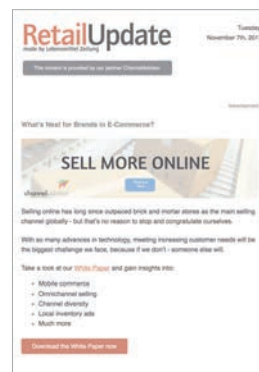 RetailUpdate
made by Lebensmittel Zeitung
Tuesday
November 7th, 201
This content is provided by our partner ChannelAdvisor
Advertisement
What's Next for Brands in E-Commerce?
SELL MORE ONLINE
channeladvisor
Selling online has long since outpaced brick and mortar stores as the main selling
channel globally - but that's no reason to stop and congratulate ourselves.
With so many advances in technology, meeting increasing customer needs will be
the biggest challenge we face, because if we don't - someone else will.
Take a look at our White Paper and gain insights into:
Mobile commerce
Omnichannel selling
Channel diversity
Local inventory ads
Much more
Download the White Paper now